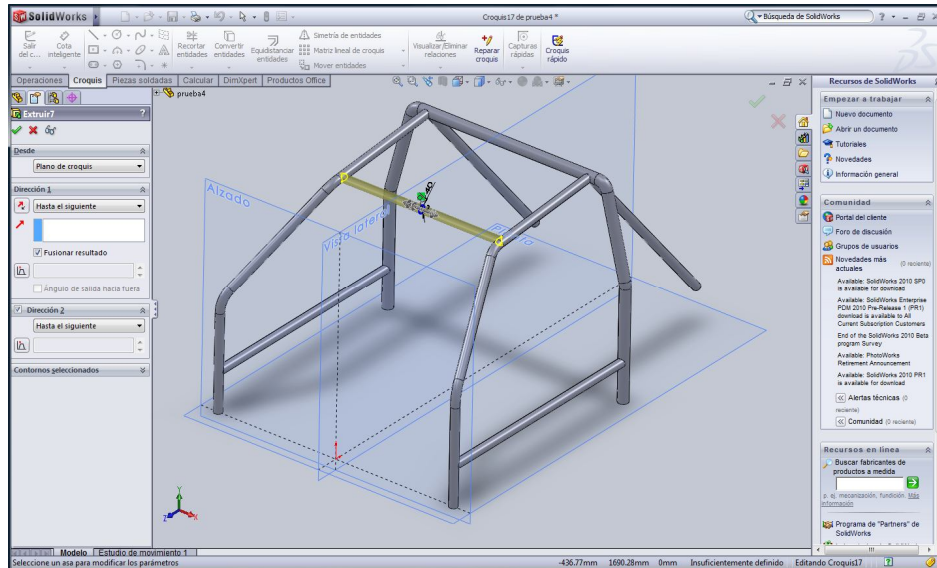 SolidWorks
Croquis17 de prueba4 *
Búsqueda de SolidWorks
Salir del c...
Cota inteligente
Recortar entidades
Convertir entidades
Equidistanciar entidades
Simetría de entidades
Matriz lineal de croquis
Mover entidades
Visualizar/Eliminar relaciones
Reparar croquis
Capturas rápidas
Croquis rápido
Operaciones Croquis Piezas soldadas Calcular DimXpert Productos Office
prueba4
Extruir7 ?
Desde
Plano de croquis
Dirección 1
Hasta el siguiente
Fusionar resultado
Ángulo de salida hacia fuera
Dirección 2
Hasta el siguiente
Contornos seleccionados
Alzado
Vista lateral
Planta
40
Y
X
Z
Recursos de SolidWorks
Empezar a trabajar
Nuevo documento
Abrir un documento
Tutoriales
Novedades
Información general
Comunidad
Portal del cliente
Foro de discusión
Grupos de usuarios
Novedades más actuales (0 reciente)
Available: SolidWorks 2010 SP0 is available for download
Available: SolidWorks Enterprise PDM 2010 Pre-Release 1 (PR1) download is available to All Current Subscription Customers
End of the SolidWorks 2010 Beta program Survey
Available: PhotoWorks Retirement Announcement
Available: SolidWorks 2010 PR1 is available for download
Alertas técnicas (0 reciente)
Comunidad (0 reciente)
Recursos en línea
Buscar fabricantes de productos a medida
p. ej. mecanización, fundición Más información
Programa de "Partners" de SolidWorks
Modelo Estudio de movimiento 1
Seleccione un asa para modificar los parámetros
-436.77mm 1690.28mm 0mm Insuficientemente definido Editando Croquis17